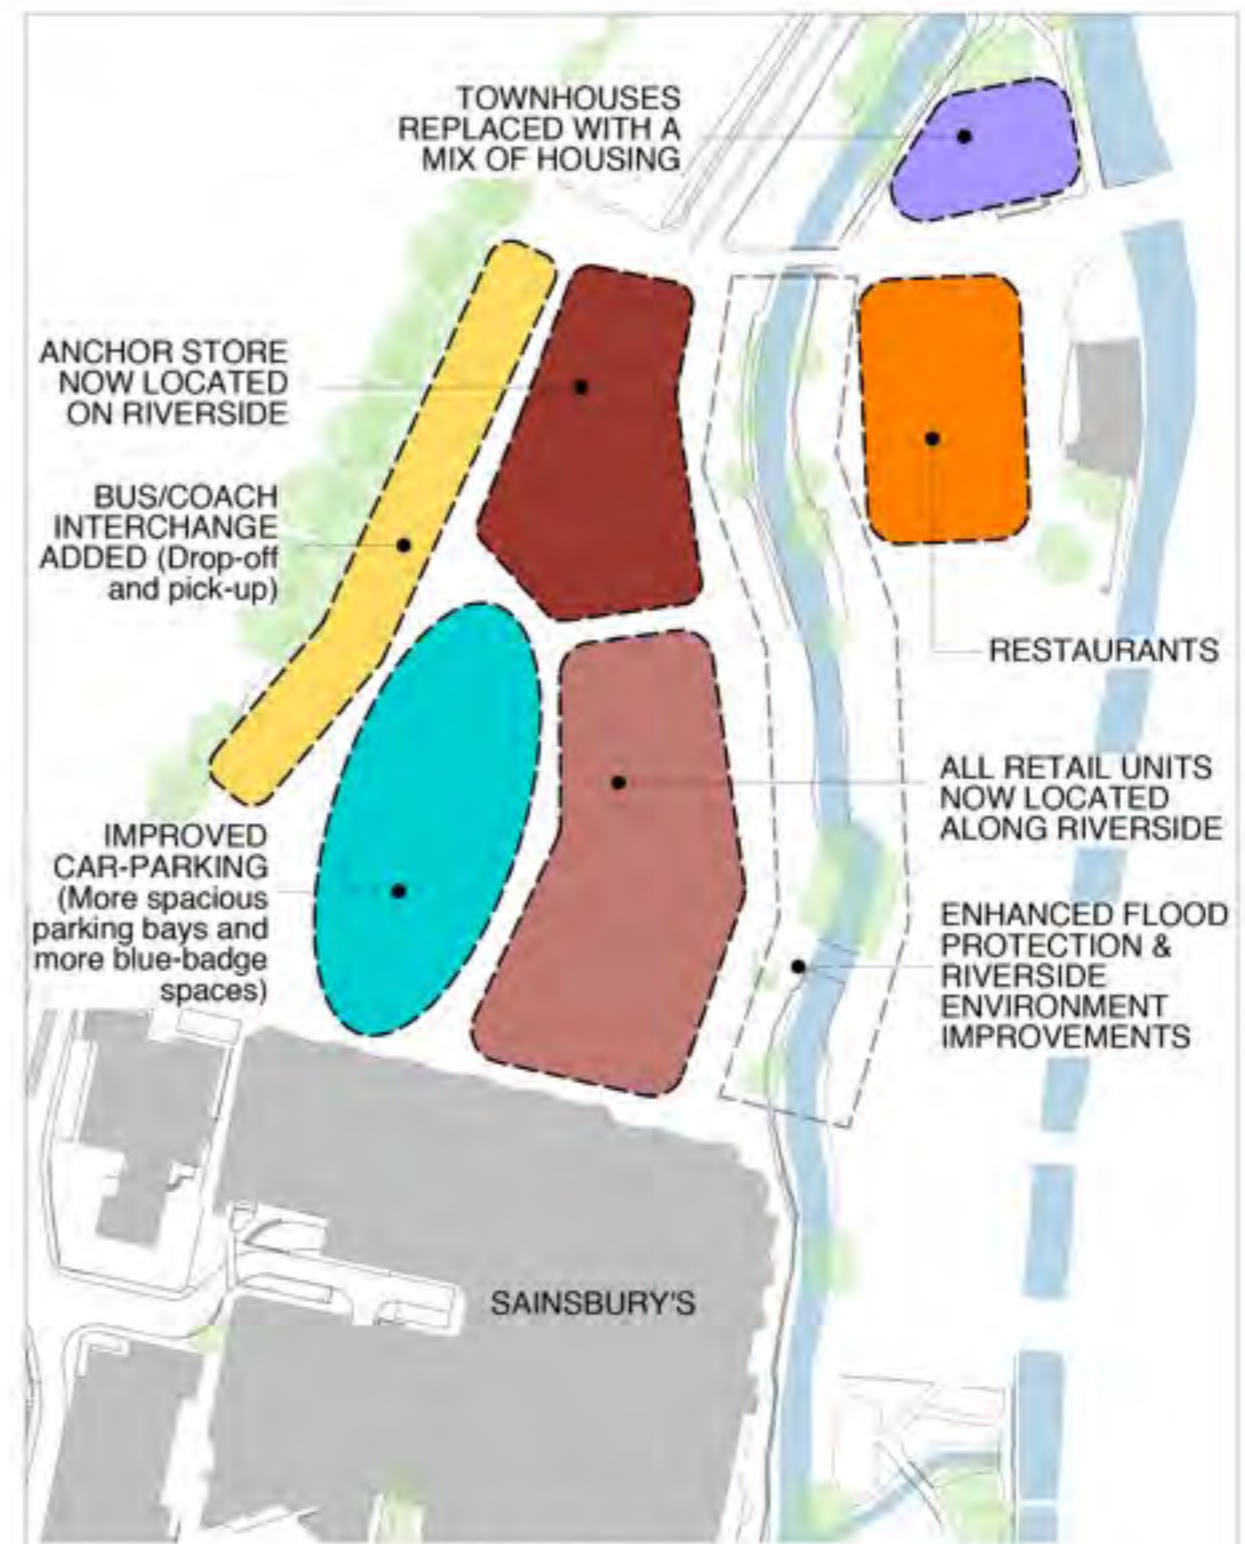 TOWNHOUSES
REPLACED WITH A
MIX OF HOUSING
ANCHOR STORE
NOW LOCATED
ON RIVERSIDE
BUS/COACH
INTERCHANGE
ADDED (Drop-off
and pick-up)
RESTAURANTS
ALL RETAIL UNITS
NOW LOCATED
ALONG RIVERSIDE
IMPROVED
CAR-PARKING
(More spacious
parking bays and
more blue-badge
spaces)
ENHANCED FLOOD
PROTECTION &
RIVERSIDE
ENVIRONMENT
IMPROVEMENTS
SAINSBURY'S